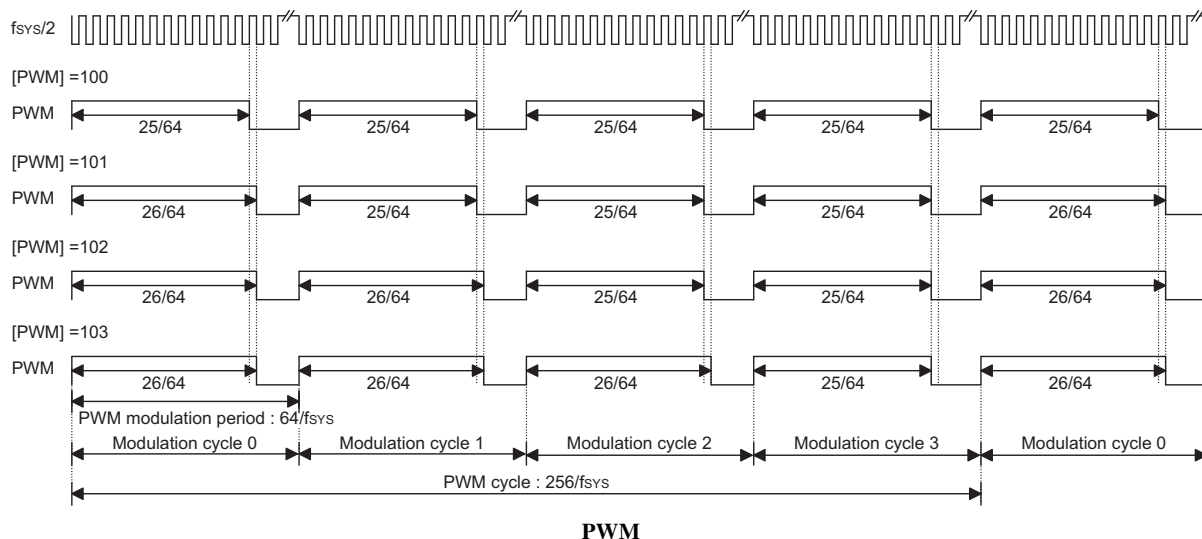 fSYS/2
[PWM] =100
PWM
25/64 25/64 25/64 25/64 25/64
[PWM] =101
PWM
26/64 25/64 25/64 25/64 26/64
[PWM] =102
PWM
26/64 26/64 25/64 25/64 26/64
[PWM] =103
PWM
26/64 26/64 26/64 25/64 26/64
PWM modulation period : 64/fSYS
Modulation cycle 0 Modulation cycle 1 Modulation cycle 2 Modulation cycle 3 Modulation cycle 0
PWM cycle : 256/fSYS
PWM